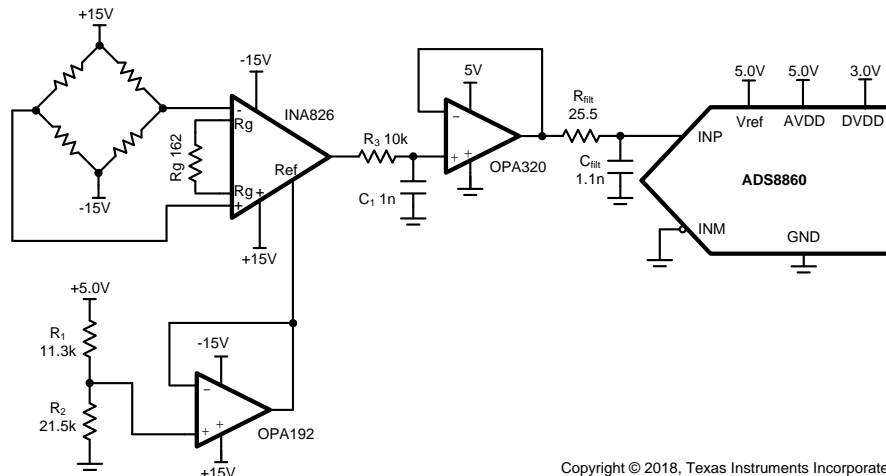 +15V
-15V
-15V
INA826
-
Rg
Rg 162
Rg
+
+
Ref
+15V
R3 10k
C1 1n
5V
-
+
+
OPA320
Rfilt
25.5
Cfilt
1.1n
5.0V
5.0V
3.0V
Vref
AVDD
DVDD
INP
ADS8860
INM
GND
+5.0V
R1
11.3k
R2
21.5k
-15V
-
+
+
OPA192
+15V
Copyright © 2018, Texas Instruments Incorporate